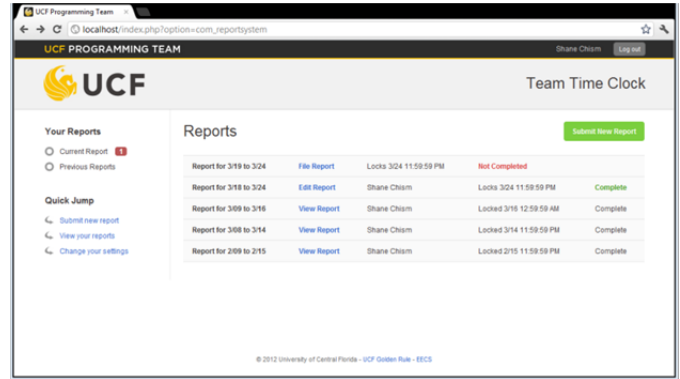 UCF Programming Team
localhost/index.php?option=com_reportsystem
UCF PROGRAMMING TEAM
Shane Chism
Log out
UCF
Team Time Clock
Your Reports
Current Report 1
Previous Reports
Quick Jump
Submit new report
View your reports
Change your settings
Reports
Submit New Report
Report for 3/19 to 3/24 File Report Locks 3/24 11:59:59 PM Not Completed
Report for 3/18 to 3/24 Edit Report Shane Chism Locks 3/24 11:59:59 PM Complete
Report for 3/09 to 3/16 View Report Shane Chism Locked 3/16 12:59:59 AM Complete
Report for 3/08 to 3/14 View Report Shane Chism Locked 3/14 11:59:59 PM Complete
Report for 2/09 to 2/15 View Report Shane Chism Locked 2/15 11:59:59 PM Complete
© 2012 University of Central Florida - UCF Golden Rule - EECS